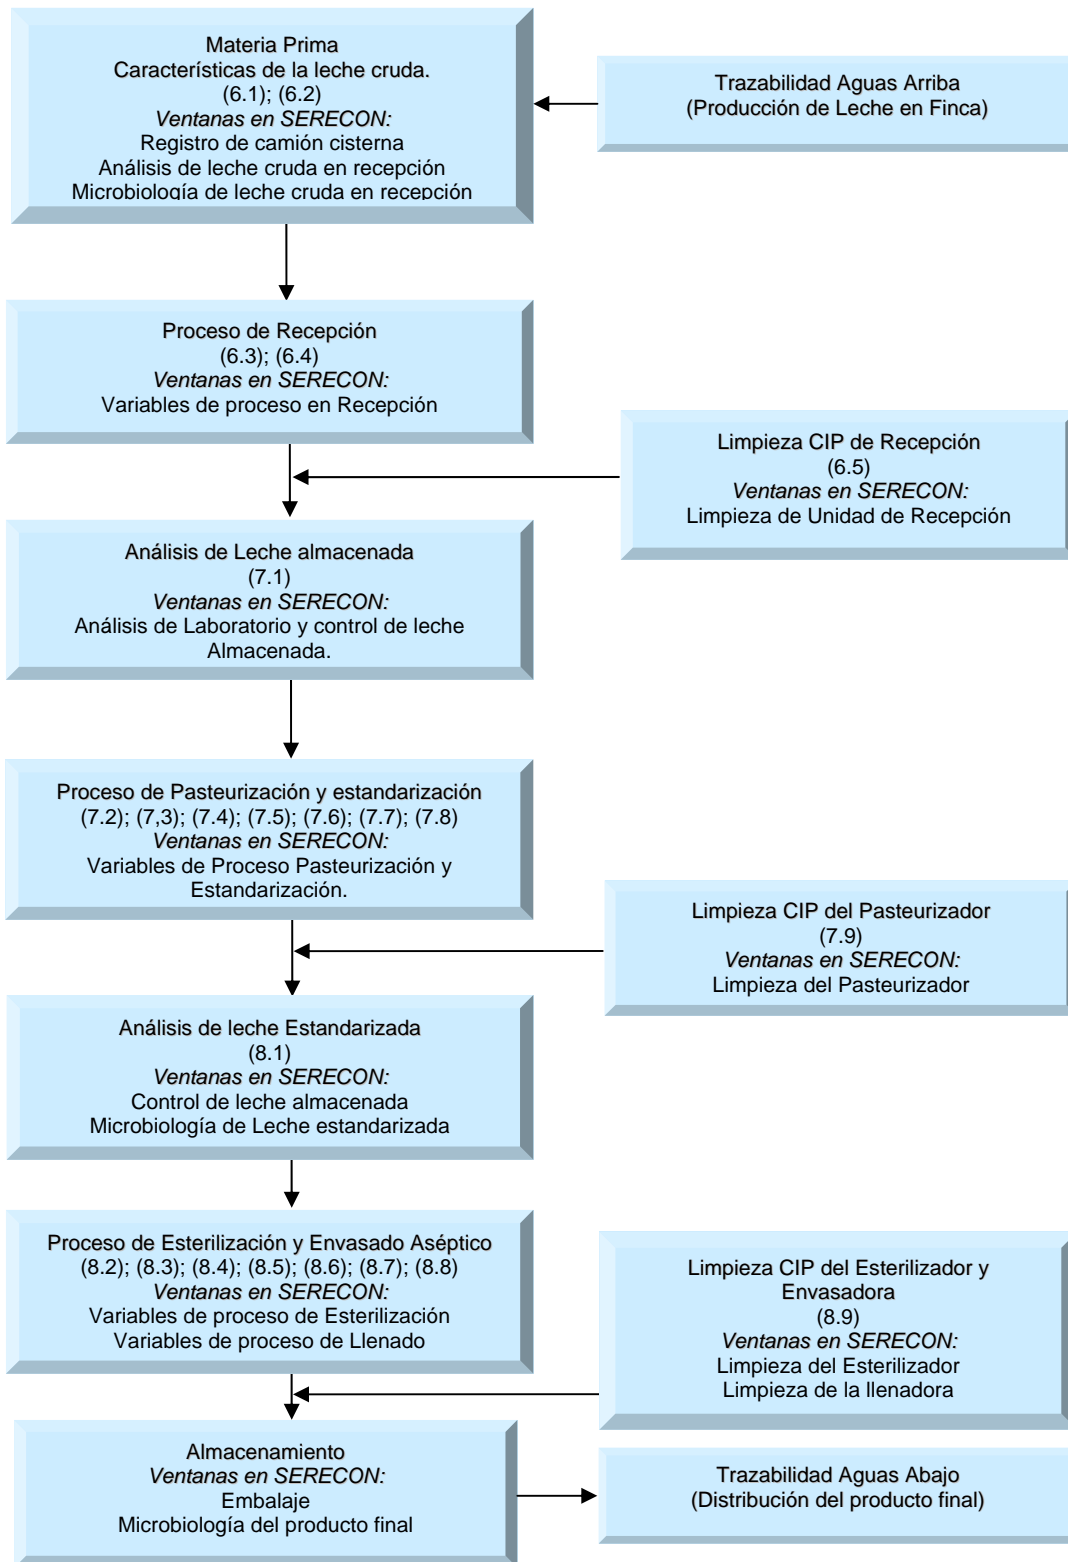 Materia Prima
Características de la leche cruda.
(6.1); (6.2)
Ventanas en SERECON:
Registro de camión cisterna
Análisis de leche cruda en recepción
Microbiología de leche cruda en recepción
Trazabilidad Aguas Arriba
(Producción de Leche en Finca)
Proceso de Recepción
(6.3); (6.4)
Ventanas en SERECON:
Variables de proceso en Recepción
Limpieza CIP de Recepción
(6.5)
Ventanas en SERECON:
Limpieza de Unidad de Recepción
Análisis de Leche almacenada
(7.1)
Ventanas en SERECON:
Análisis de Laboratorio y control de leche
Almacenada.
Proceso de Pasteurización y estandarización
(7.2); (7,3); (7.4); (7.5); (7.6); (7.7); (7.8)
Ventanas en SERECON:
Variables de Proceso Pasteurización y
Estandarización.
Limpieza CIP del Pasteurizador
(7.9)
Ventanas en SERECON:
Limpieza del Pasteurizador
Análisis de leche Estandarizada
(8.1)
Ventanas en SERECON:
Control de leche almacenada
Microbiología de Leche estandarizada
Proceso de Esterilización y Envasado Aséptico
(8.2); (8.3); (8.4); (8.5); (8.6); (8.7); (8.8)
Ventanas en SERECON:
Variables de proceso de Esterilización
Variables de proceso de Llenado
Limpieza CIP del Esterilizador y
Envasadora
(8.9)
Ventanas en SERECON:
Limpieza del Esterilizador
Limpieza de la llenadora
Almacenamiento
Ventanas en SERECON:
Embalaje
Microbiología del producto final
Trazabilidad Aguas Abajo
(Distribución del producto final)